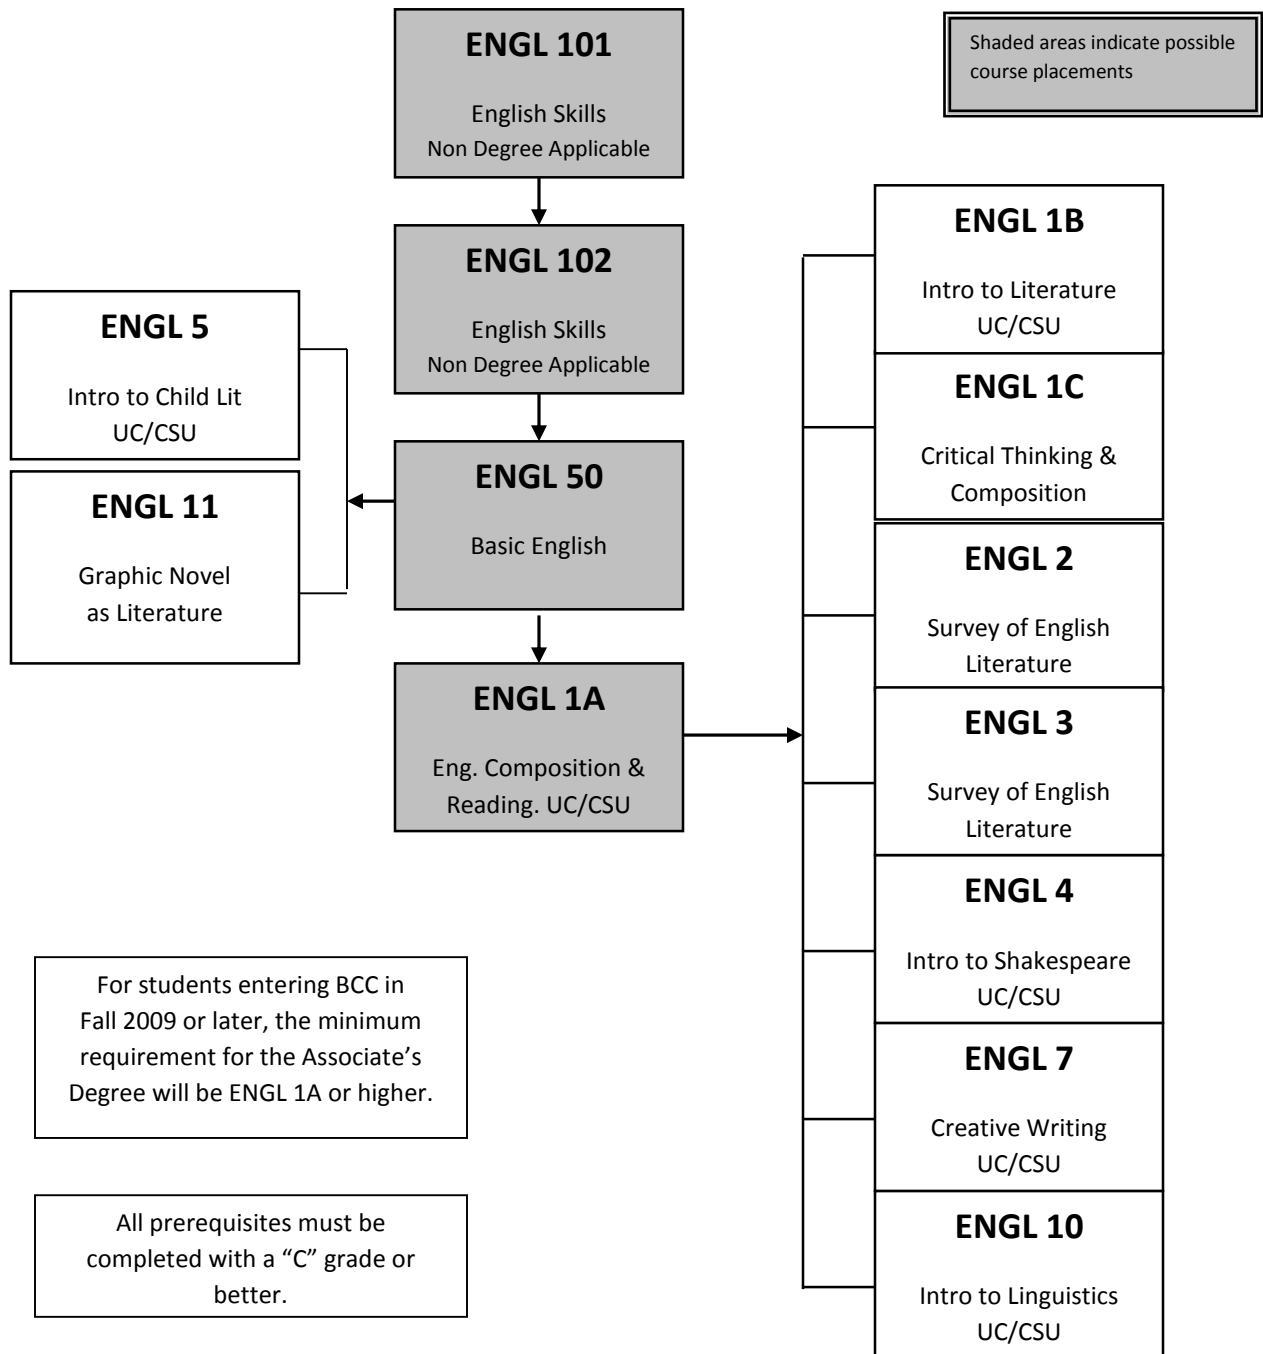 ENGL 101
English Skills
Non Degree Applicable
Shaded areas indicate possible
course placements
ENGL 102
English Skills
Non Degree Applicable
ENGL 5
Intro to Child Lit
UC/CSU
ENGL 11
Graphic Novel
as Literature
ENGL 50
Basic English
ENGL 1A
Eng. Composition &
Reading. UC/CSU
ENGL 1B
Intro to Literature
UC/CSU
ENGL 1C
Critical Thinking &
Composition
ENGL 2
Survey of English
Literature
ENGL 3
Survey of English
Literature
ENGL 4
Intro to Shakespeare
UC/CSU
ENGL 7
Creative Writing
UC/CSU
ENGL 10
Intro to Linguistics
UC/CSU
For students entering BCC in
Fall 2009 or later, the minimum
requirement for the Associate’s
Degree will be ENGL 1A or higher.
All prerequisites must be
completed with a “C” grade or
better.